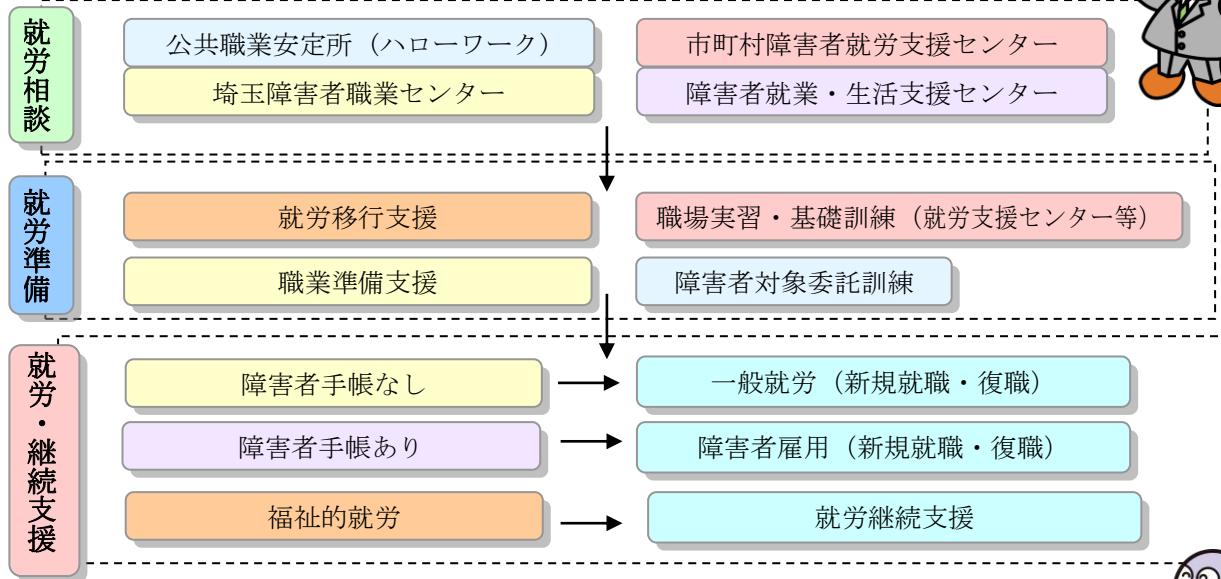 就労相談
公共職業安定所（ハローワーク）
市町村障害者就労支援センター
埼玉障害者職業センター
障害者就業・生活支援センター
就労準備
就労移行支援
職場実習・基礎訓練（就労支援センター等）
職業準備支援
障害者対象委託訓練
就労・継続支援
障害者手帳なし
一般就労（新規就職・復職）
障害者手帳あり
障害者雇用（新規就職・復職）
福祉的就労
就労継続支援